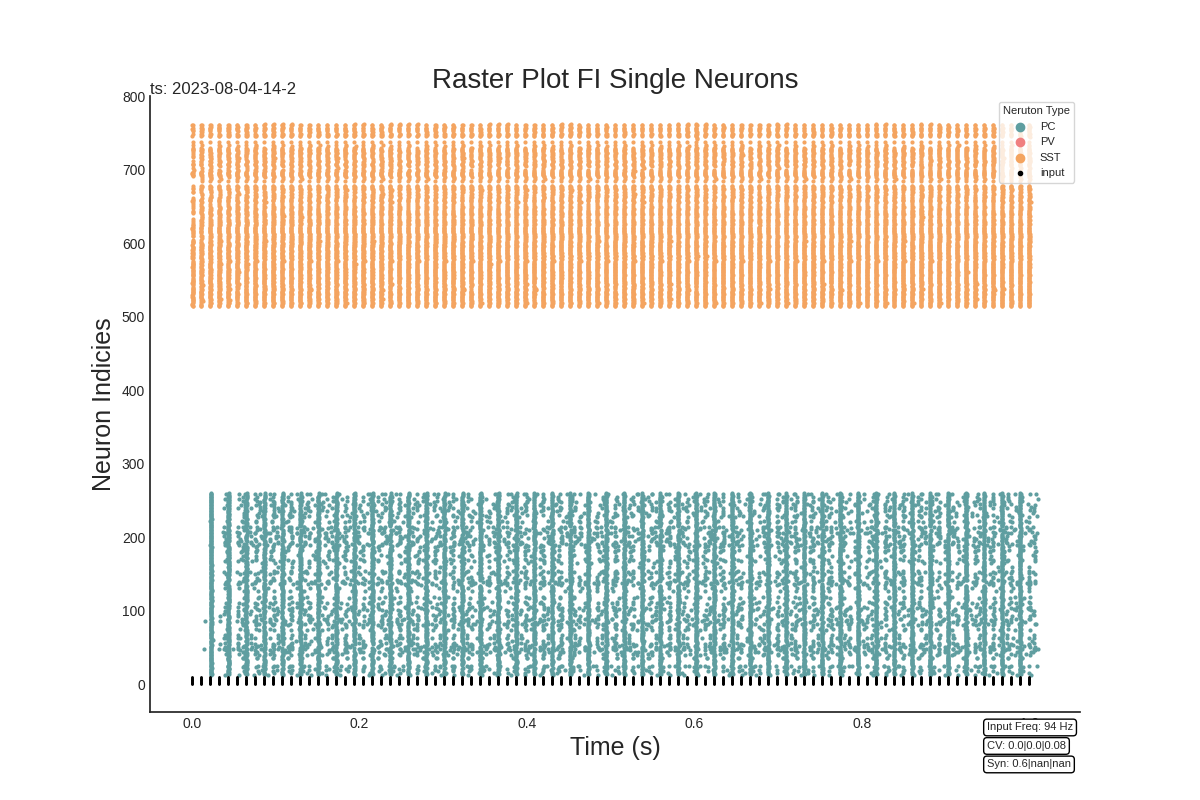 Raster Plot FI Single Neurons
ts: 2023-08-04-14-2
800
700
600
500
400
300
200
100
0
Neuron Indicies
Neruton Type
PC
PV
SST
input
0.0 0.2 0.4 0.6 0.8
Time (s)
Input Freq: 94 Hz
CV: 0.0|0.0|0.08
Syn: 0.6|nan|nan